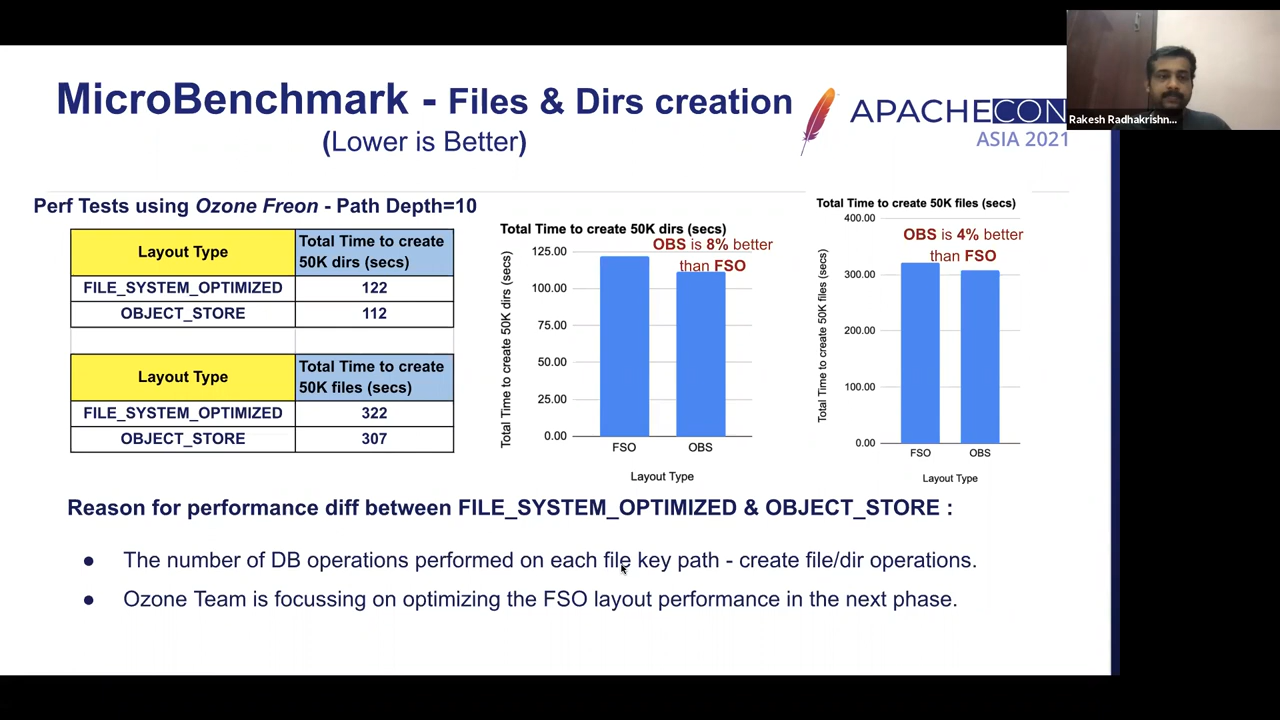 MicroBenchmark - Files & Dirs creation
(Lower is Better)
APACHECON
ASIA 2021
Rakesh Radhakrishn...
Perf Tests using Ozone Freon - Path Depth=10
Layout Type
Total Time to create
50K dirs (secs)
FILE_SYSTEM_OPTIMIZED 122
OBJECT_STORE 112
Layout Type
Total Time to create
50K files (secs)
FILE_SYSTEM_OPTIMIZED 322
OBJECT_STORE 307
Total Time to create 50K dirs (secs)
OBS is 8% better
than FSO
Total Time to create 50K dirs (secs)
125.00
100.00
75.00
50.00
25.00
0.00
FSO OBS
Layout Type
Total Time to create 50K files (secs)
OBS is 4% better
than FSO
Total Time to create 50K files (secs)
400.00
300.00
200.00
100.00
0.00
FSO OBS
Layout Type
Reason for performance diff between FILE_SYSTEM_OPTIMIZED & OBJECT_STORE :
● The number of DB operations performed on each file key path - create file/dir operations.
● Ozone Team is focussing on optimizing the FSO layout performance in the next phase.